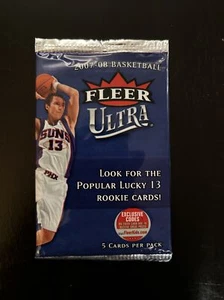 2007-08 BASKETBALL
FLEER
ULTRA
SUNS
13
LOOK FOR THE
POPULAR LUCKY 13
ROOKIE CARDS!
EXCLUSIVE
CODES
5 CARDS PER PACK